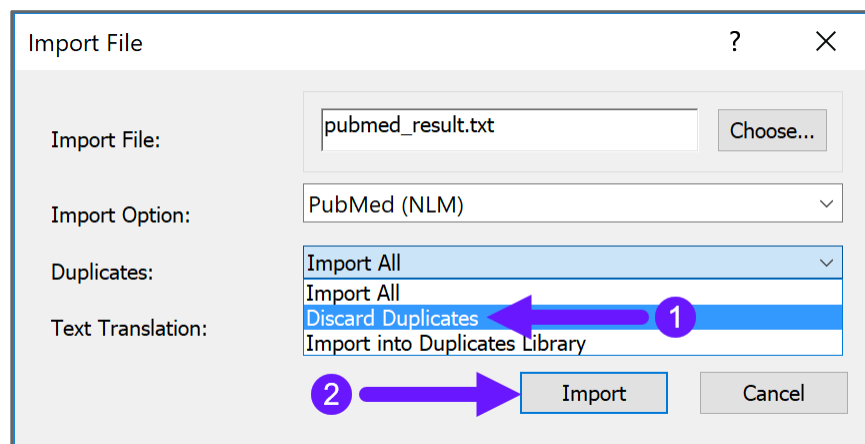 Import File
? X
Import File: pubmed_result.txt Choose...
Import Option: PubMed (NLM)
Duplicates: Import All
Import All
Discard Duplicates 1
Text Translation:
Import into Duplicates Library
2 Import Cancel